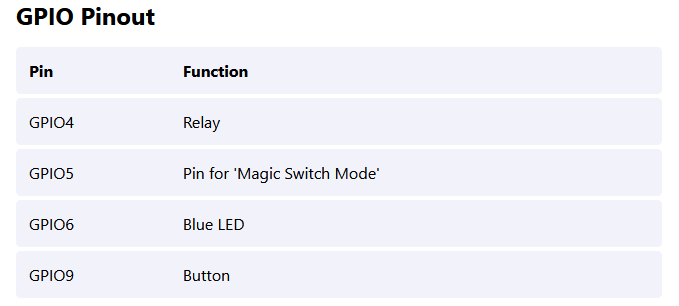 GPIO Pinout
Pin Function
GPIO4 Relay
GPIO5 Pin for 'Magic Switch Mode'
GPIO6 Blue LED
GPIO9 Button